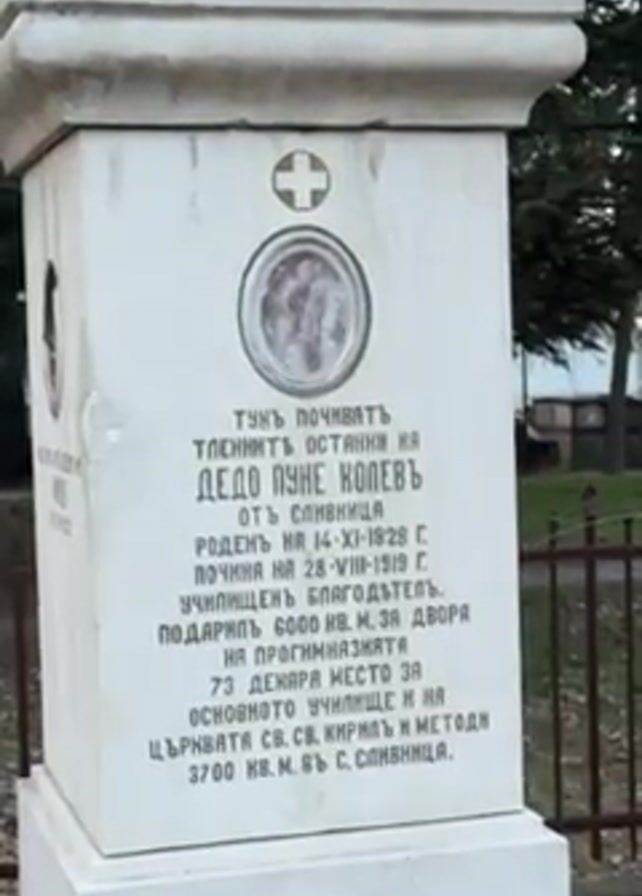 ТУКЪ ПОЧИВАТЪ
ТЛЕННИТѢ ОСТАНКИ НА
ДЕДО ПУНЕ КОЛЕВЪ
ОТЪ СЛИВНИЦА
РОДЕНЪ НА 14-XI-1828 Г.
ПОЧИНА НА 28-VIII-1919 Г.
УЧИЛИЩЕНЪ БЛАГОДѢТЕЛЪ.
ПОДАРИЛЪ 6000 КВ. М. ЗА ДВОРА
НА ПРОГИМНАЗИЯТА
73 ДЕКАРА МЕСТО ЗА
ОСНОВНОТО УЧИЛИЩЕ И НА
ЦЪРКВАТА СВ. СВ. КИРИЛЪ И МЕТОДИ
3700 КВ. М. ВЪ С. СЛИВНИЦА.